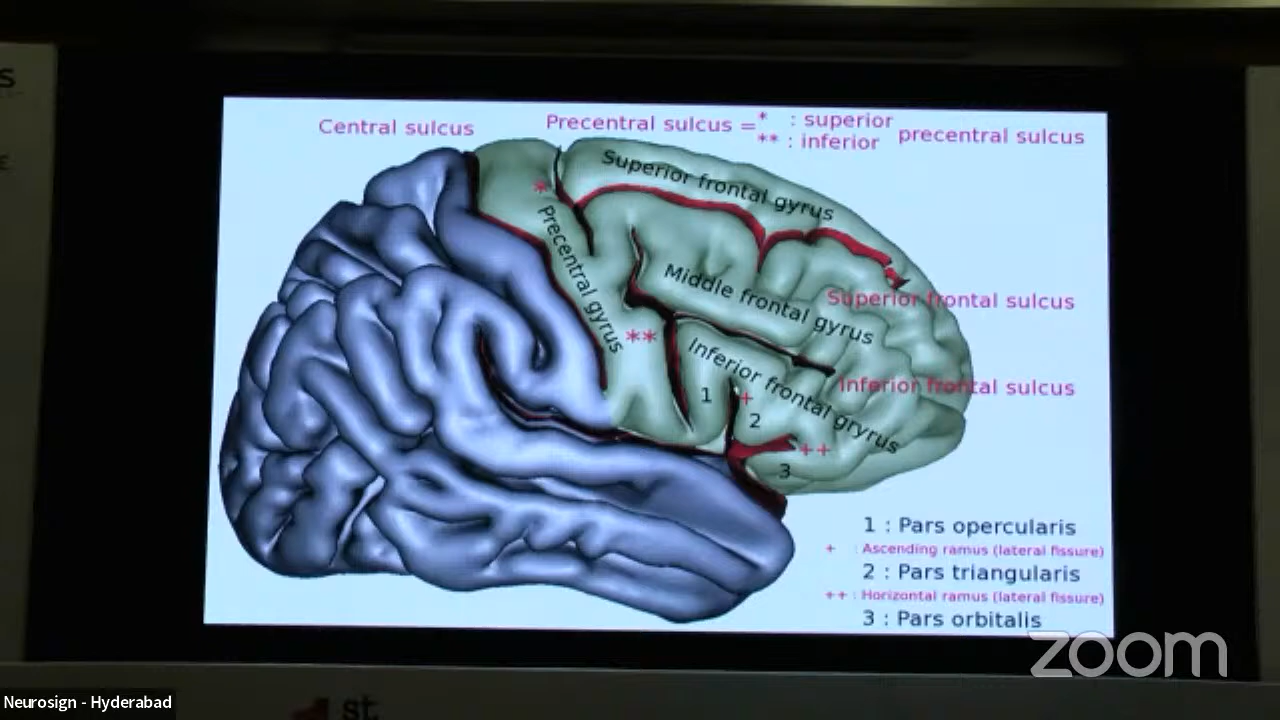 S
E
Central sulcus
Precentral sulcus = * : superior
** : inferior
precentral sulcus
Superior frontal gyrus
*
Precentral gyrus
Middle frontal gyrus
Superior frontal sulcus
**
Inferior frontal gryrus
Inferior frontal sulcus
1
+
2
++
3
1 : Pars opercularis
+ : Ascending ramus (lateral fissure)
2 : Pars triangularis
++ : Horizontal ramus (lateral fissure)
3 : Pars orbitalis
zoom
Neurosign - Hyderabad
1st